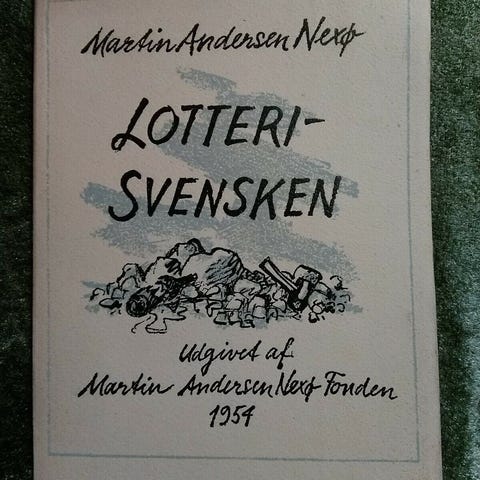 Martin Andersen Nexø
LOTTERI-
SVENSKEN
Udgivet af
Martin Andersen Nexø Fonden
1954